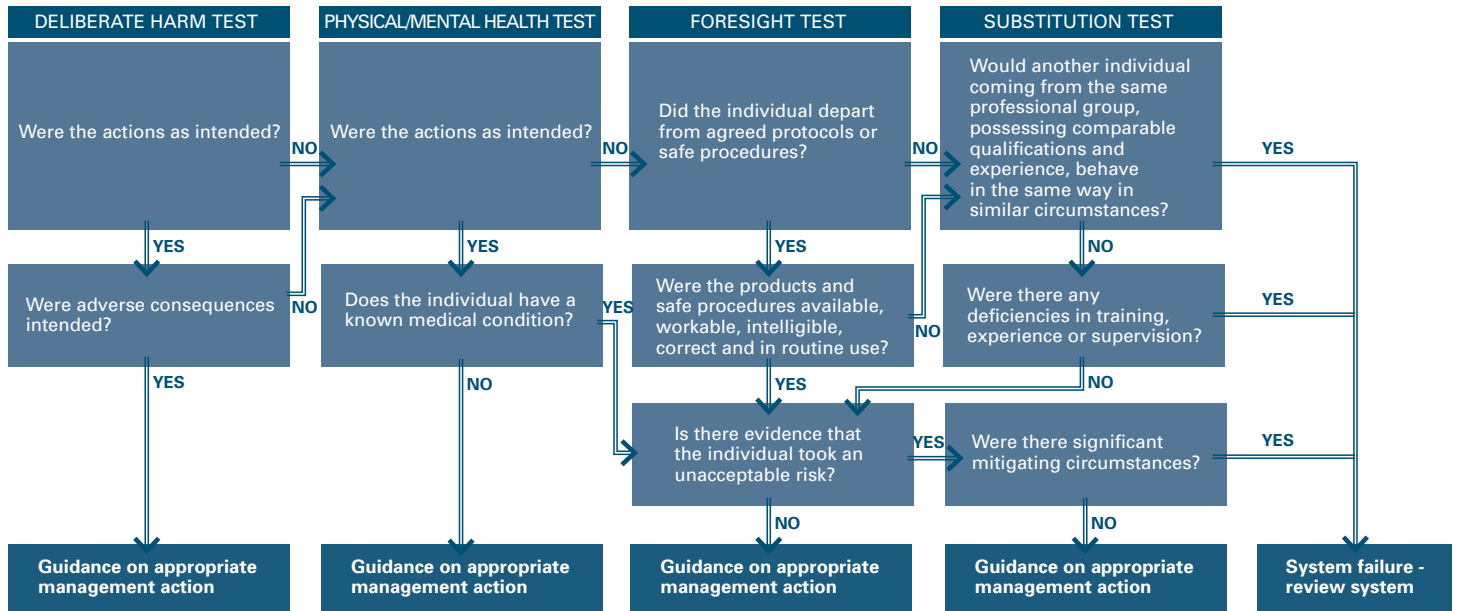 DELIBERATE HARM TEST
PHYSICAL/MENTAL HEALTH TEST
FORESIGHT TEST
SUBSTITUTION TEST
Were the actions as intended?
NO
YES
Were adverse consequences
intended?
NO
YES
Guidance on appropriate
management action
Were the actions as intended?
NO
YES
Does the individual have a
known medical condition?
YES
NO
Guidance on appropriate
management action
Did the individual depart
from agreed protocols or
safe procedures?
NO
YES
Were the products and
safe procedures available,
workable, intelligible,
correct and in routine use?
NO
YES
Is there evidence that
the individual took an
unacceptable risk?
YES
NO
Guidance on appropriate
management action
Would another individual
coming from the same
professional group,
possessing comparable
qualifications and
experience, behave
in the same way in
similar circumstances?
YES
NO
Were there any
deficiencies in training,
experience or supervision?
YES
NO
Were there significant
mitigating circumstances?
YES
NO
Guidance on appropriate
management action
System failure -
review system